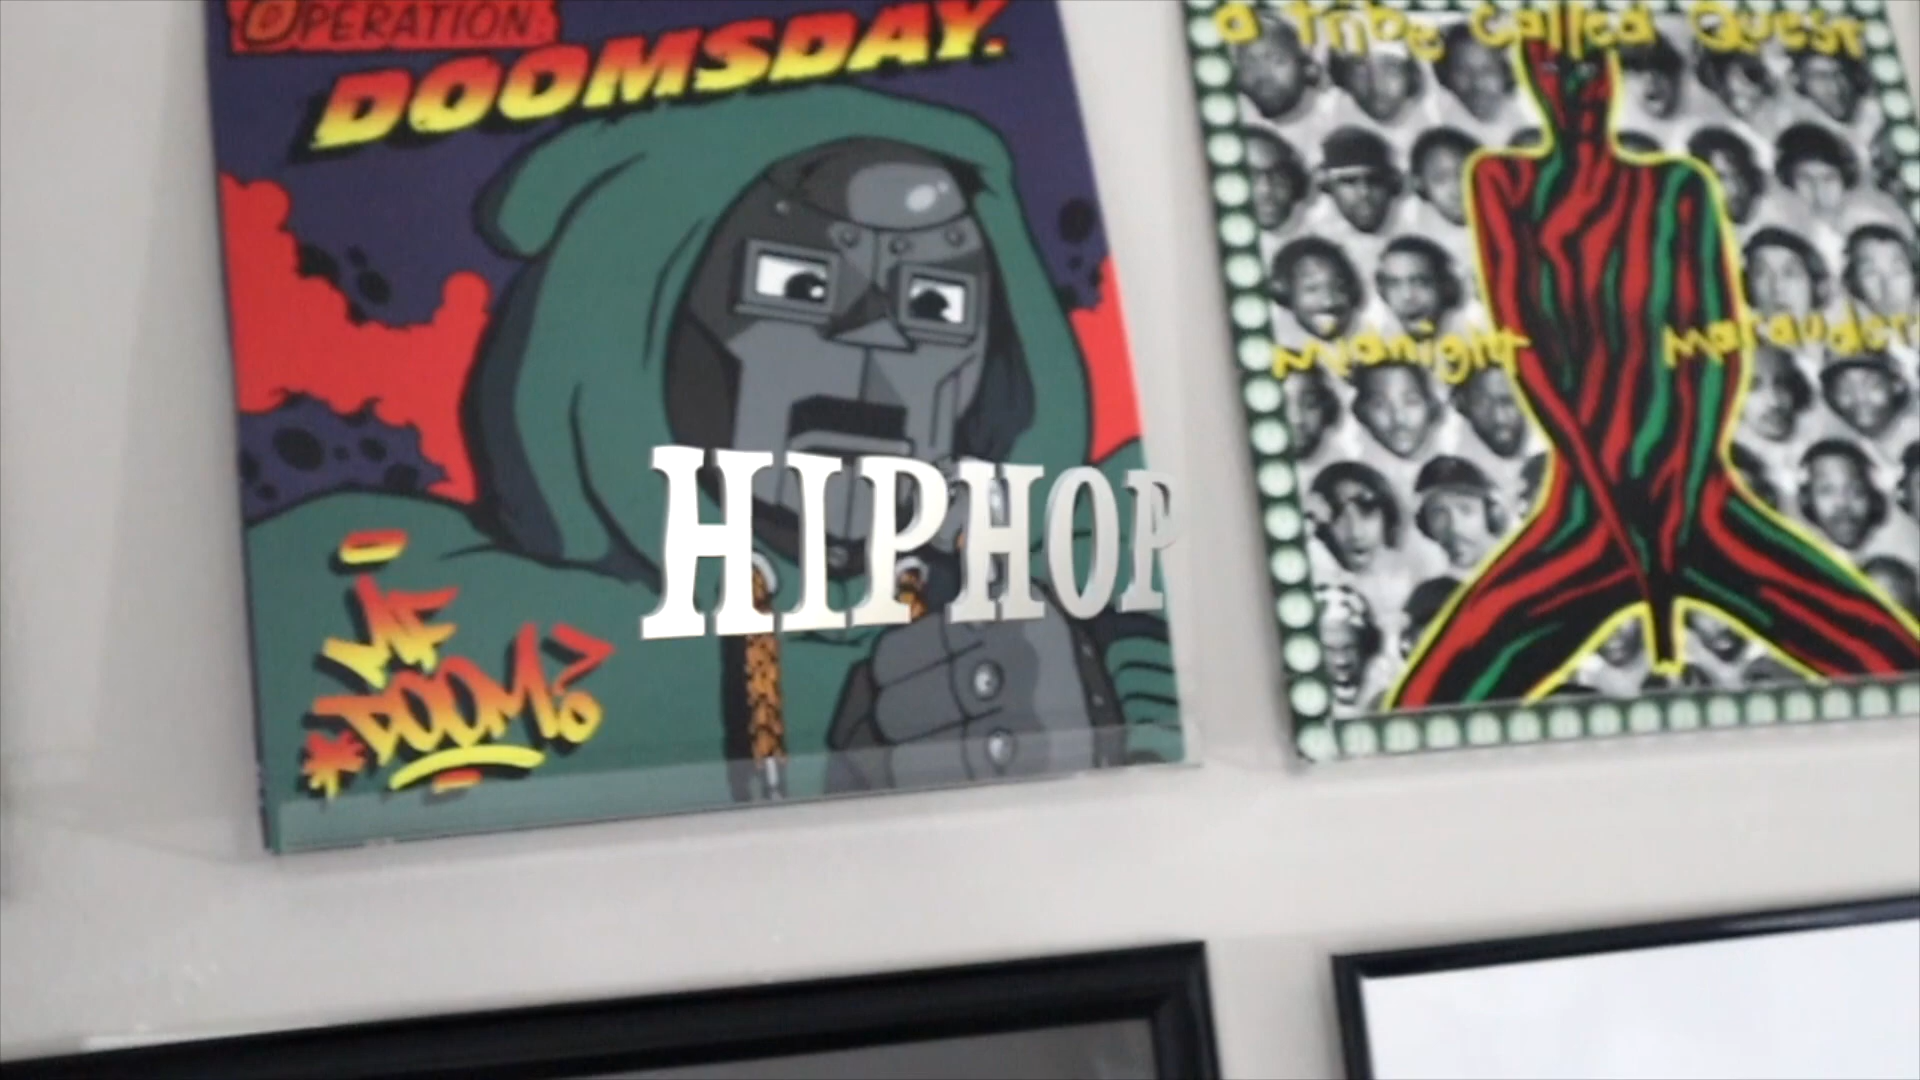 OPERATION:
DOOMSDAY.
a Tribe Called Quest
Midnight Marauders
HIPHOP
MF
DOOM